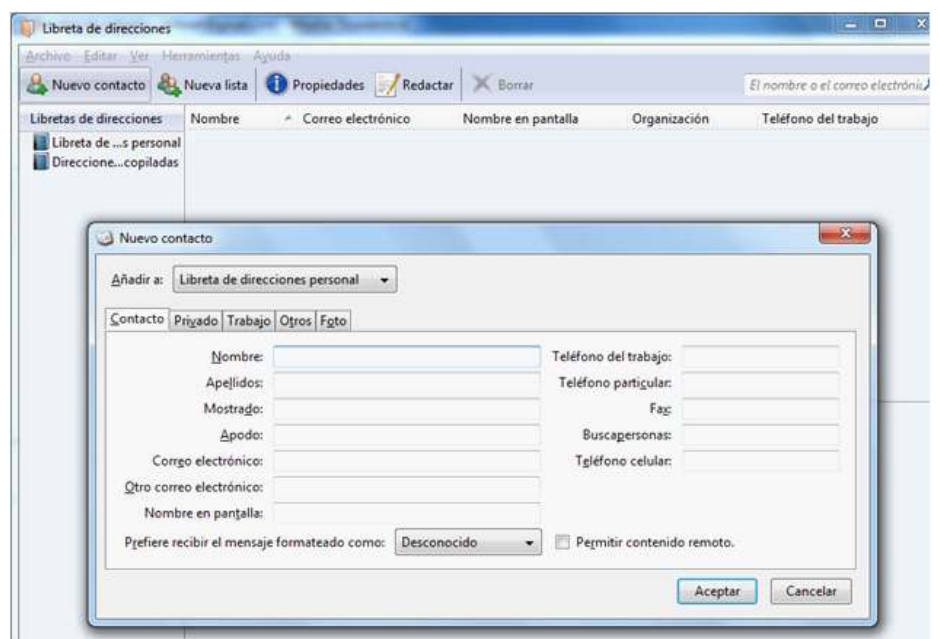 Libreta de direcciones
Archivo Editar Ver Herramientas Ayuda
Nuevo contacto Nueva lista Propiedades Redactar Borrar El nombre o el correo electrónic
Libretas de direcciones Nombre Correo electrónico Nombre en pantalla Organización Teléfono del trabajo
Libreta de ...s personal
Direccione...copiladas
Nuevo contacto
Añadir a: Libreta de direcciones personal
Contacto Privado Trabajo Otros Foto
Nombre: Teléfono del trabajo:
Apellidos: Teléfono particular:
Mostrado: Fax:
Apodo: Buscapersonas:
Correo electrónico: Teléfono celular:
Otro correo electrónico:
Nombre en pantalla:
Prefiere recibir el mensaje formateado como: Desconocido Permitir contenido remoto.
Aceptar Cancelar